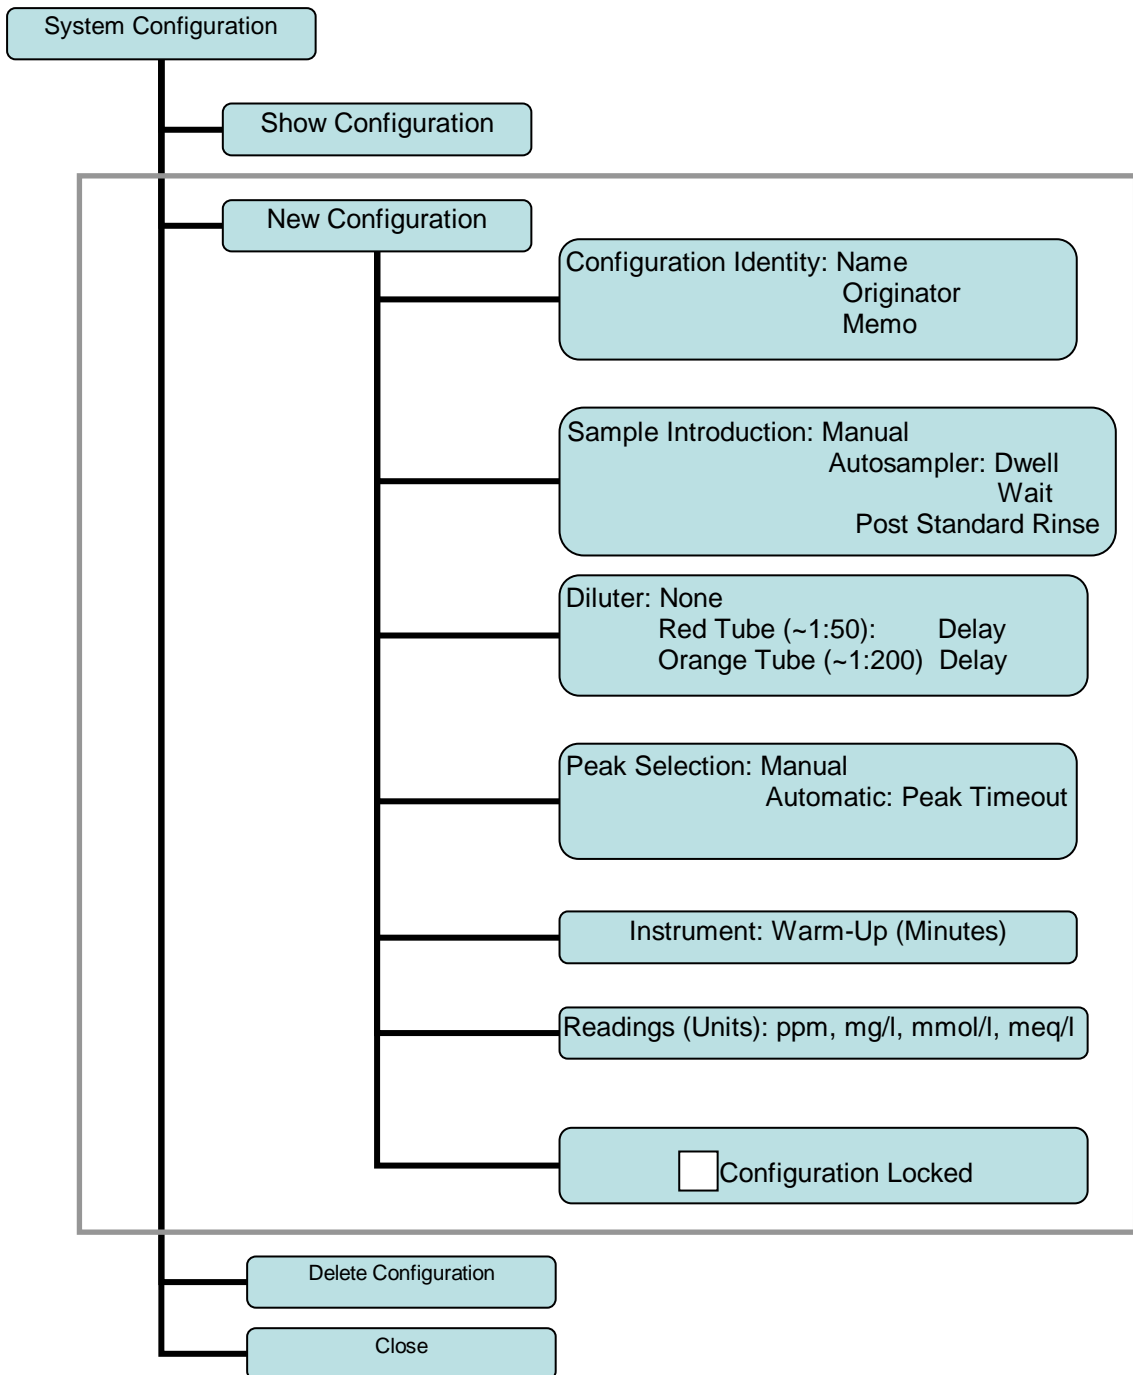 System Configuration
Show Configuration
New Configuration
Configuration Identity: Name
Originator
Memo
Sample Introduction: Manual
Autosampler: Dwell
Wait
Post Standard Rinse
Diluter: None
Red Tube (~1:50): Delay
Orange Tube (~1:200) Delay
Peak Selection: Manual
Automatic: Peak Timeout
Instrument: Warm-Up (Minutes)
Readings (Units): ppm, mg/l, mmol/l, meq/l
Configuration Locked
Delete Configuration
Close